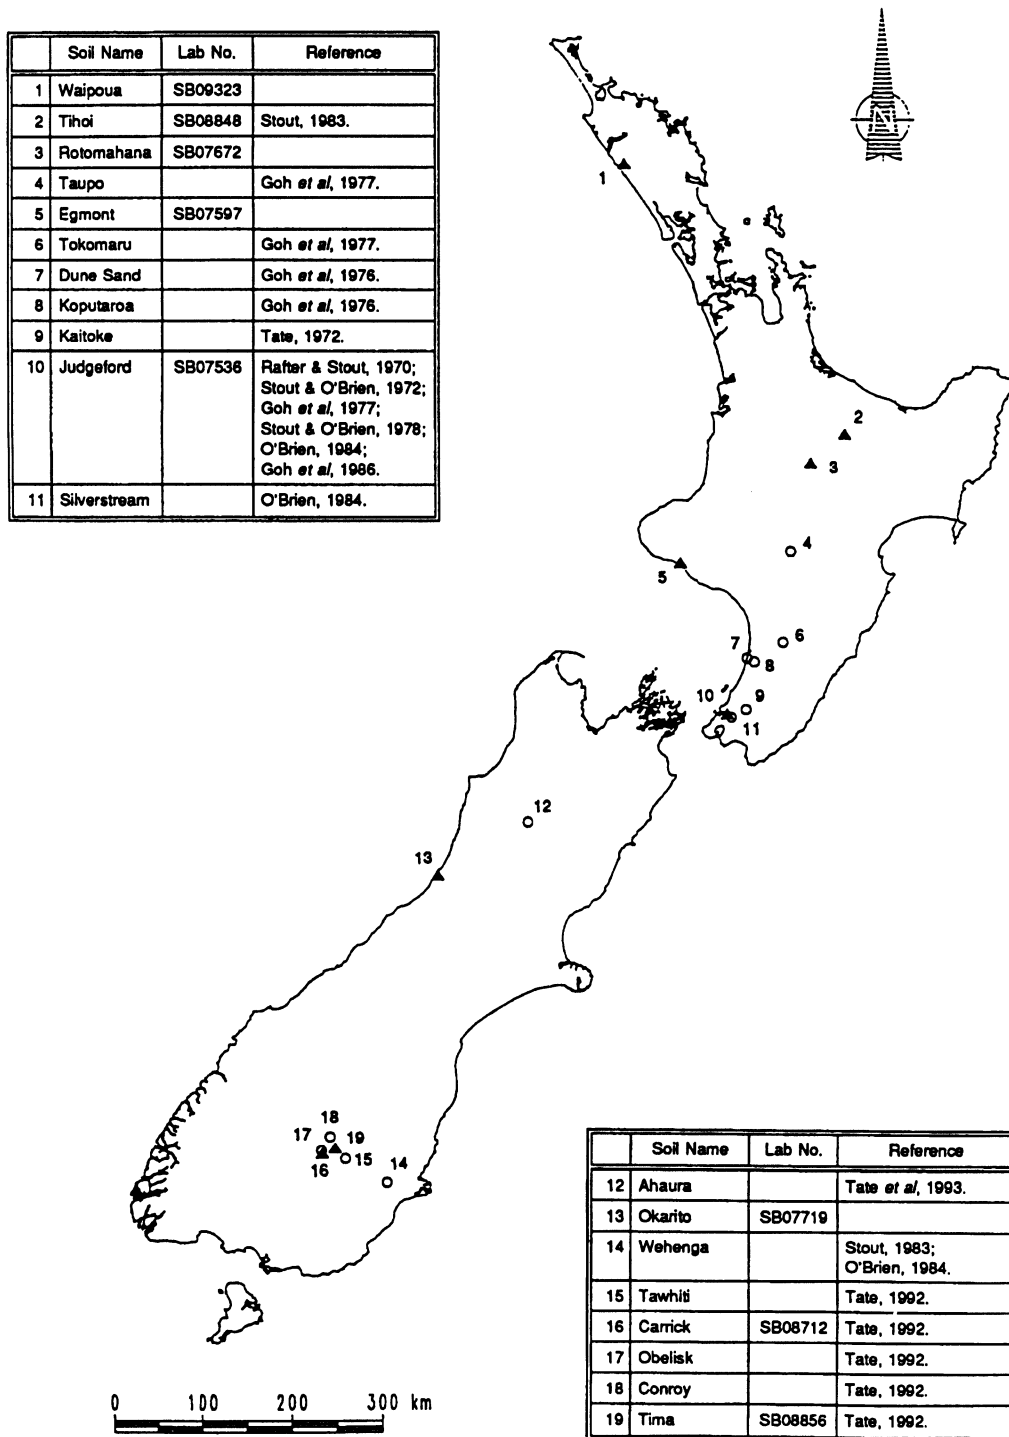 Soil Name Lab No. Reference
1 Waipoua SB09323
2 Tihoi SB08848 Stout, 1983.
3 Rotomahana SB07672
4 Taupo Goh et al, 1977.
5 Egmont SB07597
6 Tokomaru Goh et al, 1977.
7 Dune Sand Goh et al, 1976.
8 Koputaroa Goh et al, 1976.
9 Kaitoke Tate, 1972.
10 Judgeford SB07536 Rafter & Stout, 1970;
Stout & O'Brien, 1972;
Goh et al, 1977;
Stout & O'Brien, 1978;
O'Brien, 1984;
Goh et al, 1986.
11 Silverstream O'Brien, 1984.
N
1
2
3
4
5
6
7
8
9
10
11
12
13
18
17
19
16
15
14
Soil Name Lab No. Reference
12 Ahaura Tate et al, 1993.
13 Okarito SB07719
14 Wehenga Stout, 1983;
O'Brien, 1984.
15 Tawhiti Tate, 1992.
16 Carrick SB08712 Tate, 1992.
17 Obelisk Tate, 1992.
18 Conroy Tate, 1992.
19 Tima SB08856 Tate, 1992.
0 100 200 300 km